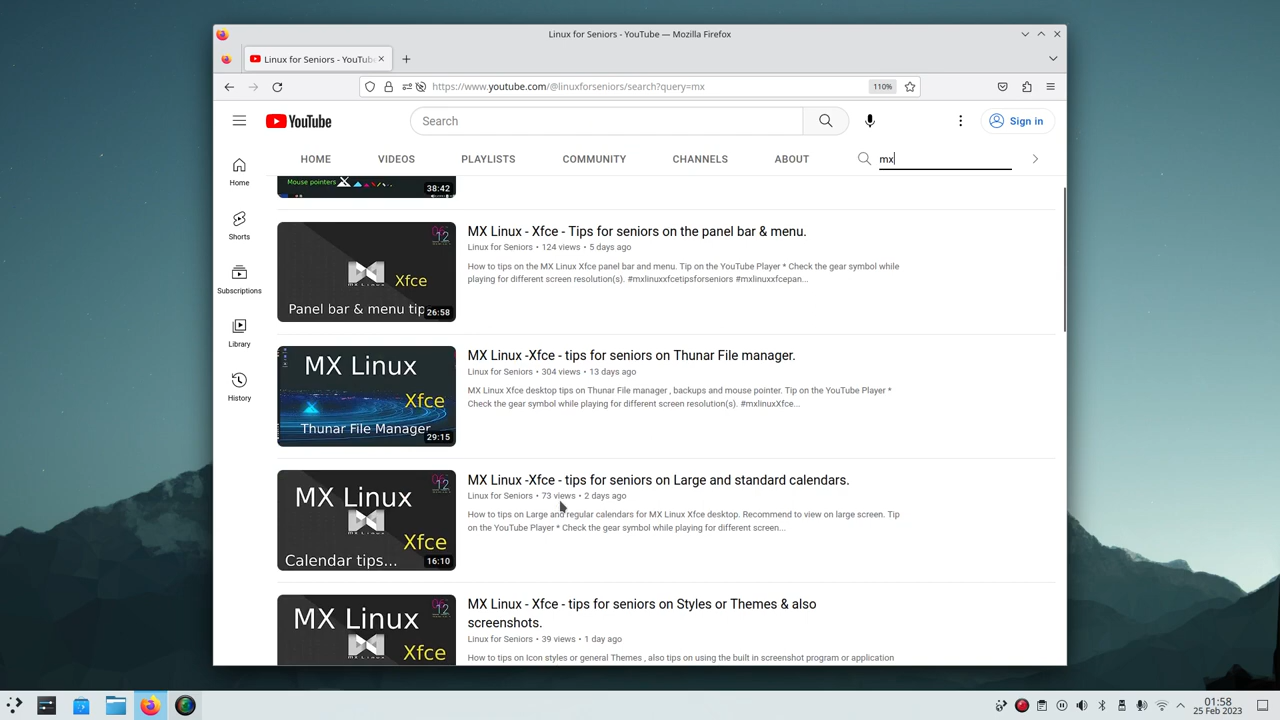 Linux for Seniors - YouTube — Mozilla Firefox
Linux for Seniors - YouTub
https://www.youtube.com/@linuxforseniors/search?query=mx
110%
YouTube
Search
Sign in
HOME
VIDEOS
PLAYLISTS
COMMUNITY
CHANNELS
ABOUT
mx
Home
Shorts
Subscriptions
Library
History
Mouse pointers
38:42
12
Xfce
Panel bar & menu tip
26:58
MX Linux - Xfce - Tips for seniors on the panel bar & menu.
Linux for Seniors • 124 views • 5 days ago
How to tips on the MX Linux Xfce panel bar and menu. Tip on the YouTube Player * Check the gear symbol while
playing for different screen resolution(s). #mxlinuxxfcetipsforseniors #mxlinuxxfcepan...
MX Linux
Xfce
Thunar File Manager
29:15
MX Linux -Xfce - tips for seniors on Thunar File manager.
Linux for Seniors • 304 views • 13 days ago
MX Linux Xfce desktop tips on Thunar File manager , backups and mouse pointer. Tip on the YouTube Player *
Check the gear symbol while playing for different screen resolution(s). #mxlinuxXfce...
12
MX Linux
Xfce
Calendar tips...
16:10
MX Linux -Xfce - tips for seniors on Large and standard calendars.
Linux for Seniors • 73 views • 2 days ago
How to tips on Large and regular calendars for MX Linux Xfce desktop. Recommend to view on large screen. Tip
on the YouTube Player * Check the gear symbol while playing for different screen...
12
MX Linux
Xfce
MX Linux - Xfce - tips for seniors on Styles or Themes & also
screenshots.
Linux for Seniors • 39 views • 1 day ago
How to tips on Icon styles or general Themes , also tips on using the built in screenshot program or application
01:58
25 Feb 2023